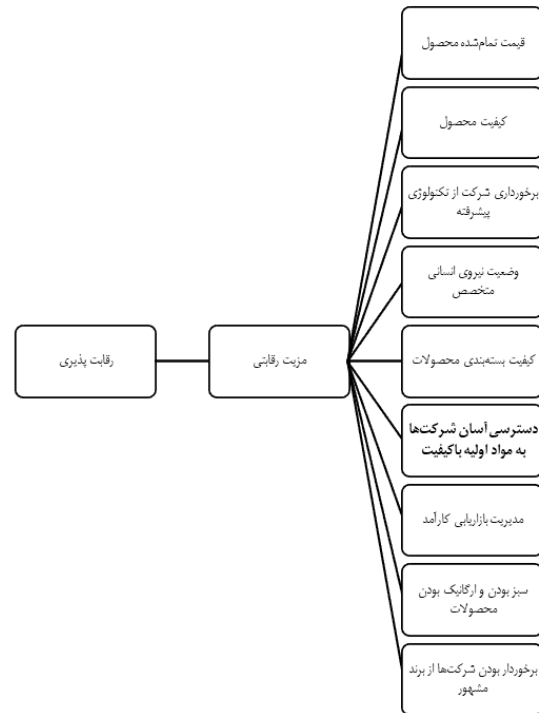 قیمت تمام‌شده محصول
کیفیت محصول
برخورداری شرکت از تکنولوژی
پیشرفته
وضعیت نیروی انسانی
متخصص
رقابت پذیری
مزیت رقابتی
کیفیت بسته‌بندی محصولات
دسترسی آسان شرکت‌ها
به مواد اولیه باکیفیت
مدیریت بازاریابی کارآمد
سبز بودن و ارگانیک بودن
محصولات
برخوردار بودن شرکت‌ها از برند
مشهور